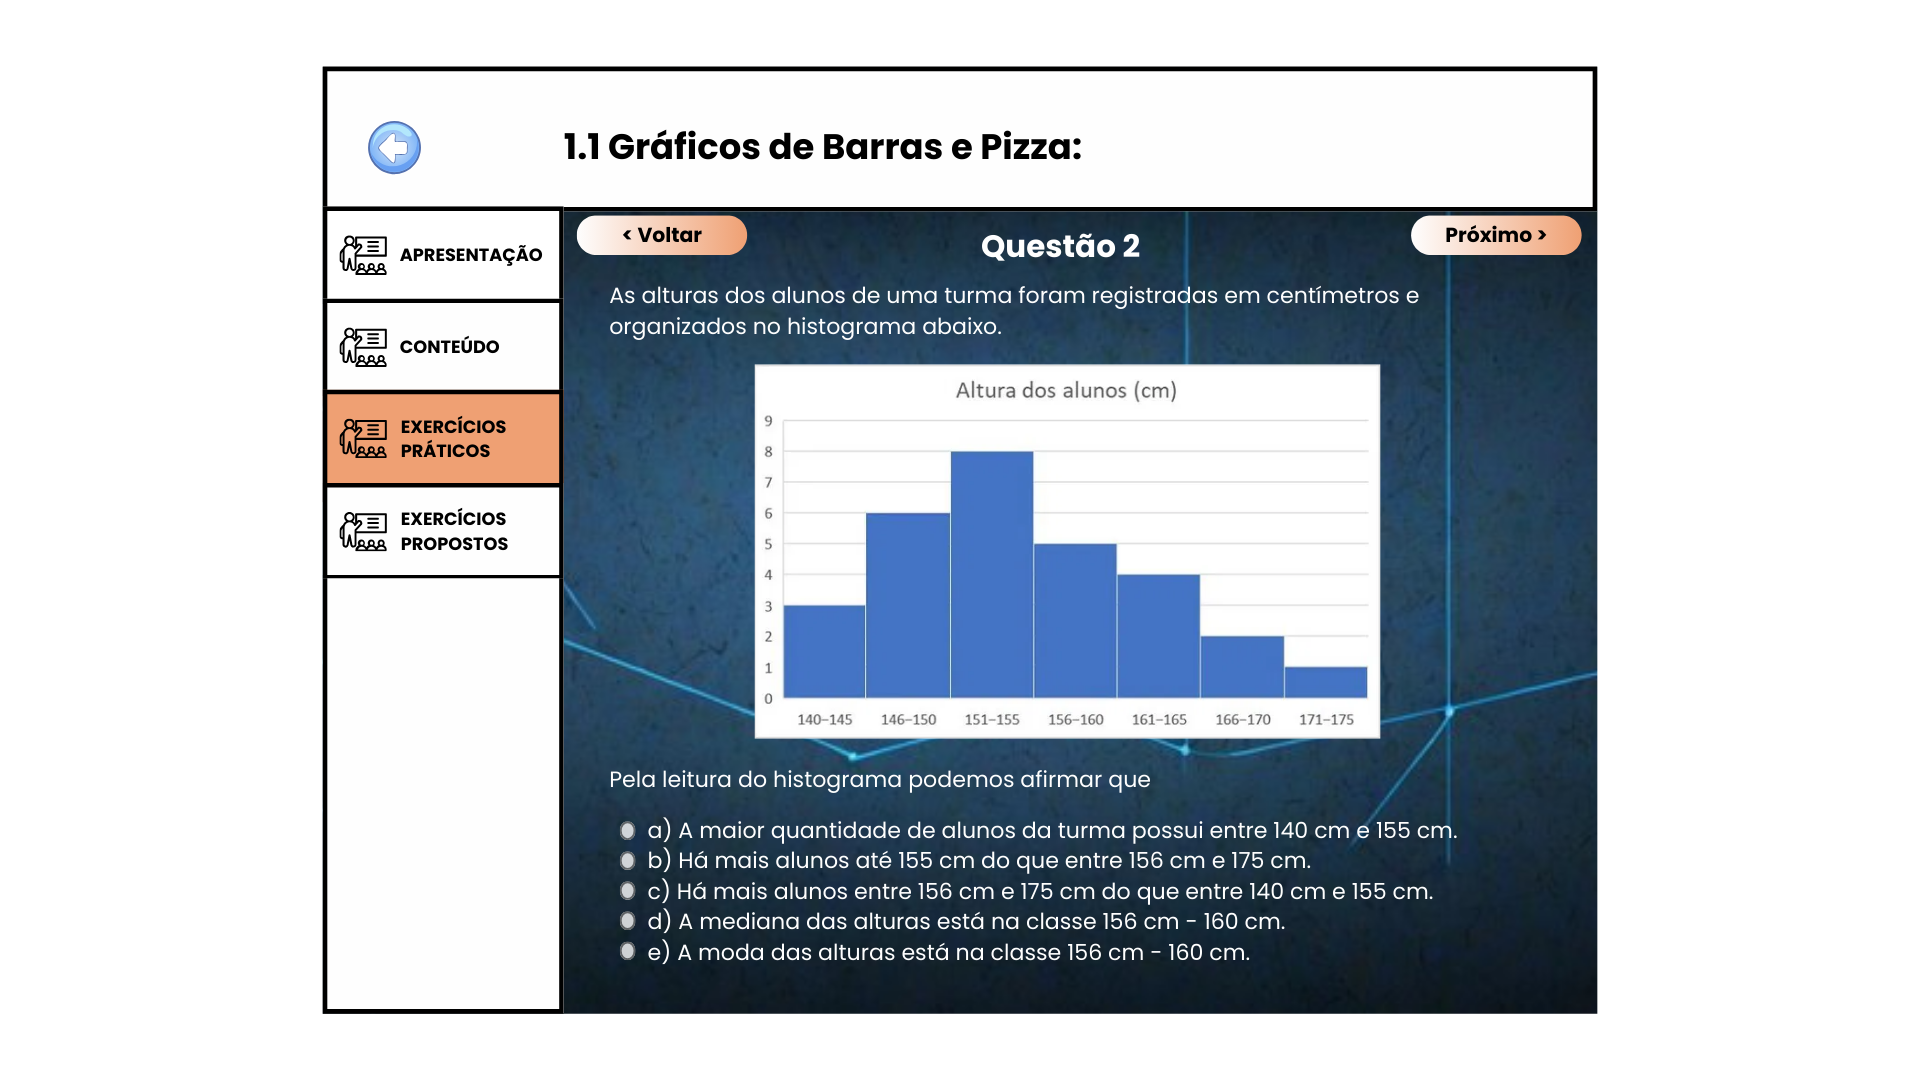 1.1 Gráficos de Barras e Pizza:
APRESENTAÇÃO
CONTEÚDO
EXERCÍCIOS
PRÁTICOS
EXERCÍCIOS
PROPOSTOS
< Voltar
Questão 2
Próximo >
As alturas dos alunos de uma turma foram registradas em centímetros e
organizados no histograma abaixo.
Altura dos alunos (cm)
9
8
7
6
5
4
3
2
1
0
140–145 146–150 151–155 156–160 161–165 166–170 171–175
Pela leitura do histograma podemos afirmar que
a) A maior quantidade de alunos da turma possui entre 140 cm e 155 cm.
b) Há mais alunos até 155 cm do que entre 156 cm e 175 cm.
c) Há mais alunos entre 156 cm e 175 cm do que entre 140 cm e 155 cm.
d) A mediana das alturas está na classe 156 cm - 160 cm.
e) A moda das alturas está na classe 156 cm - 160 cm.